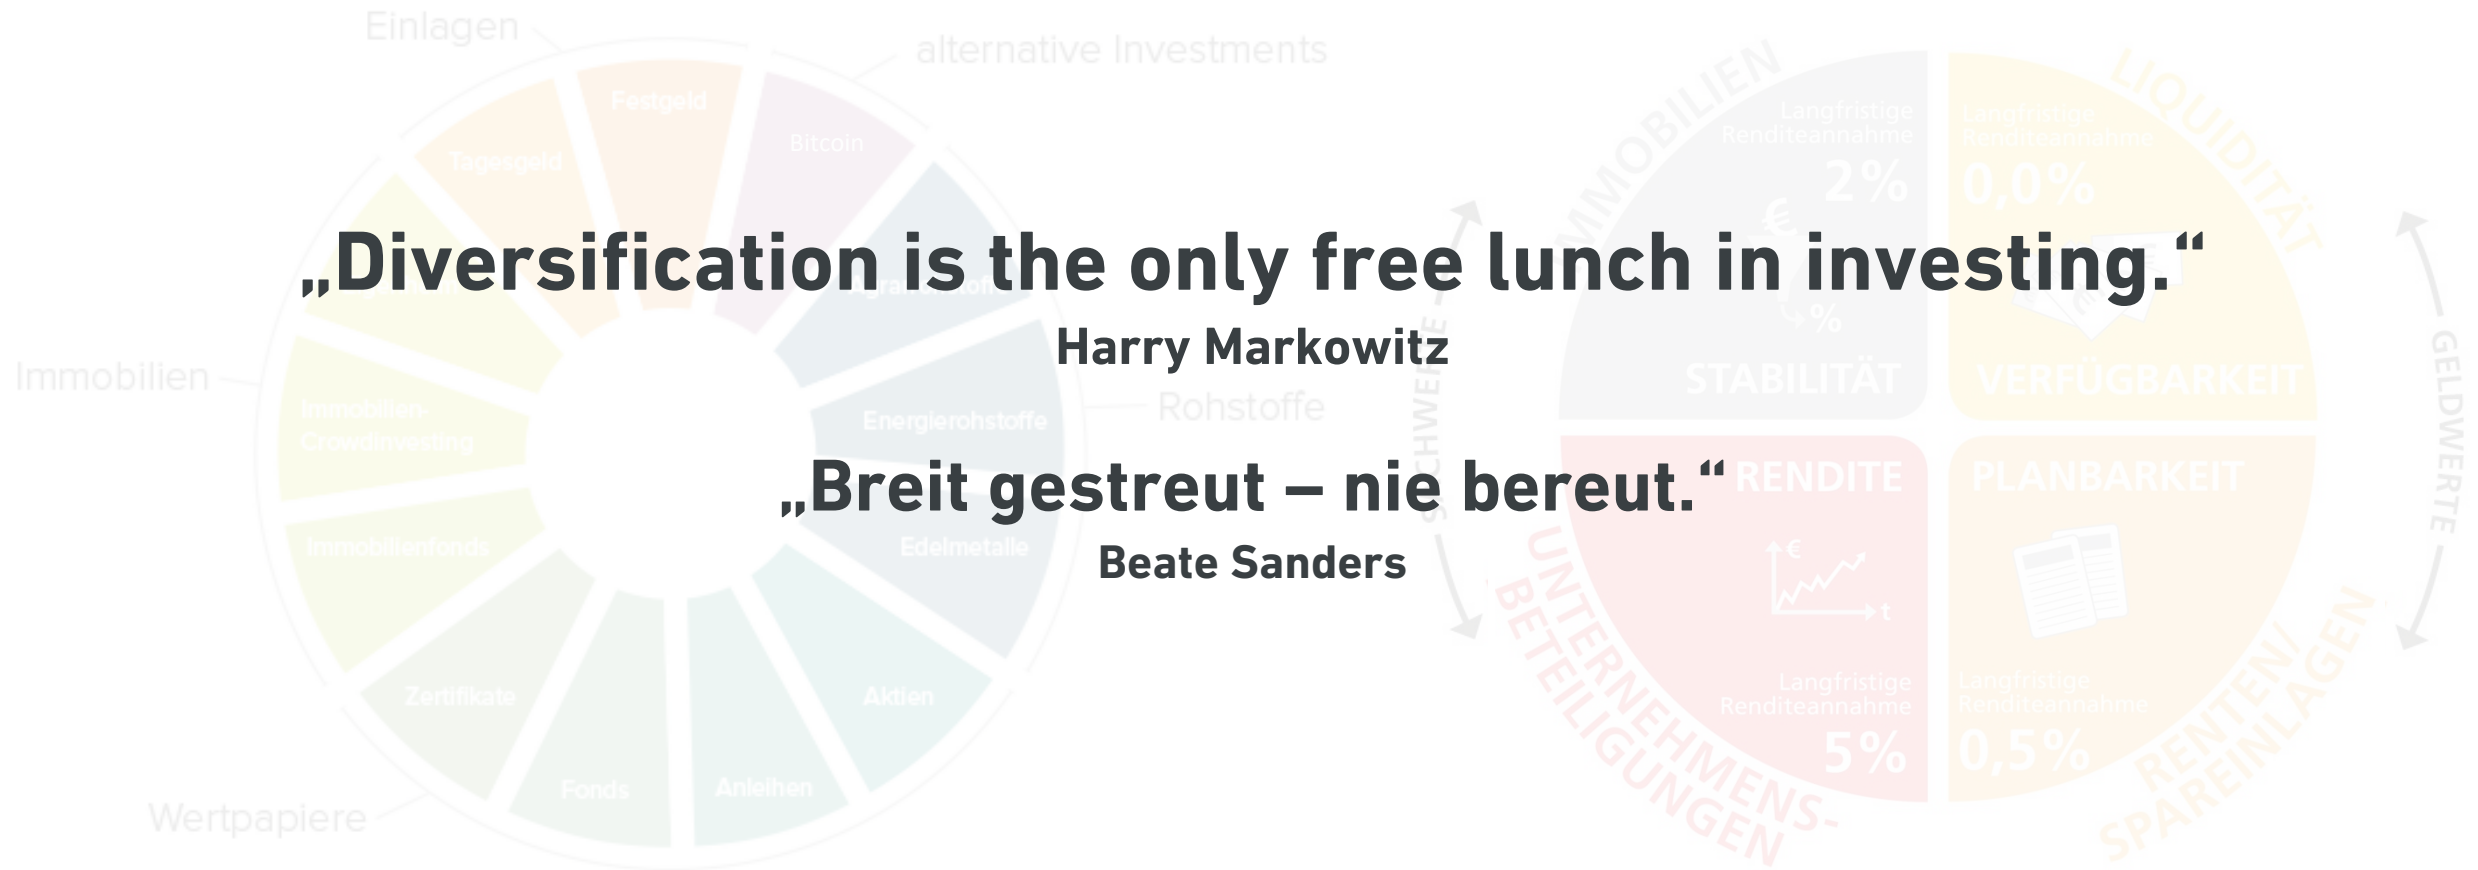 Einlagen
alternative Investments
Festgeld
Bitcoin
Tagesgeld
Immobilien
Immobilien-
Crowdinvesting
Immobilienfonds
Energierohstoffe
Rohstoffe
Edelmetalle
Zertifikate
Fonds
Anleihen
Aktien
Wertpapiere
„Diversification is the only free lunch in investing.“
Harry Markowitz
„Breit gestreut – nie bereut.“
Beate Sanders
IMMOBILIEN
Langfristige
Renditeannahme
2%
€
%
STABILITÄT
LIQUIDITÄT
Langfristige
Renditeannahme
0,0%
VERFÜGBARKEIT
GELDWERTE
RENDITE
€
t
Langfristige
Renditeannahme
5%
UNTERNEHMENS-
BETEILIGUNGEN
PLANBARKEIT
Langfristige
Renditeannahme
0,5%
RENTEN/
SPAREINLAGEN